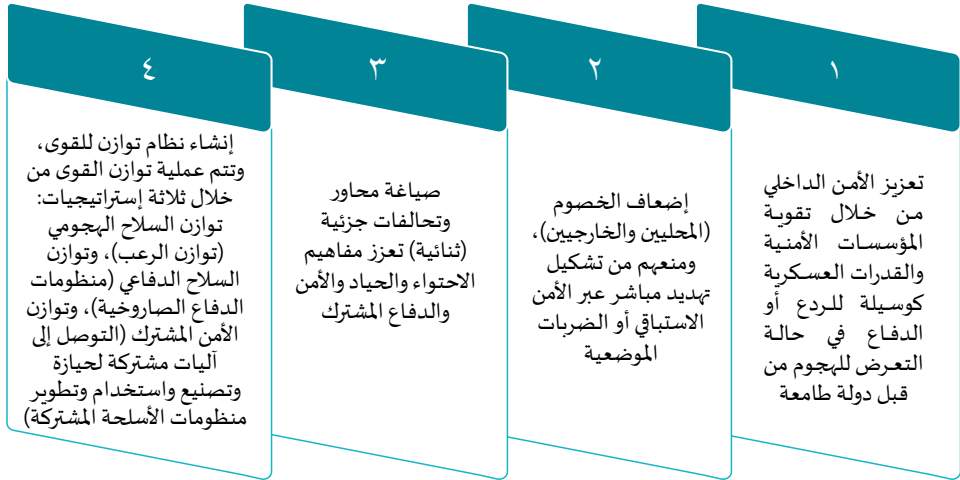 ١
تعزيز الأمن الداخلي
من خلال تقوية
المؤسسات الأمنية
والقدرات العسكرية
كوسيلة للردع أو
الدفاع في حالة
التعرض للهجوم من
قبل دولة طامعة
٢
إضعاف الخصوم
(المحليين والخارجيين)،
ومنعهم من تشكيل
تهديد مباشر عبر الأمن
الاستباقي أو الضربات
الموضعية
٣
صياغة محاور
وتحالفات جزئية
(ثنائية) تعزز مفاهيم
الاحتواء والحياد والأمن
والدفاع المشترك
٤
إنشاء نظام توازن للقوى،
وتتم عملية توازن القوى من
خلال ثلاثة إستراتيجيات:
توازن السلاح الهجومي
(توازن الرعب)، وتوازن
السلاح الدفاعي (منظومات
الدفاع الصاروخية)، وتوازن
الأمن المشترك (التوصل إلى
آليات مشتركة لحيازة
وتصنيع واستخدام وتطوير
منظومات الأسلحة المشتركة)